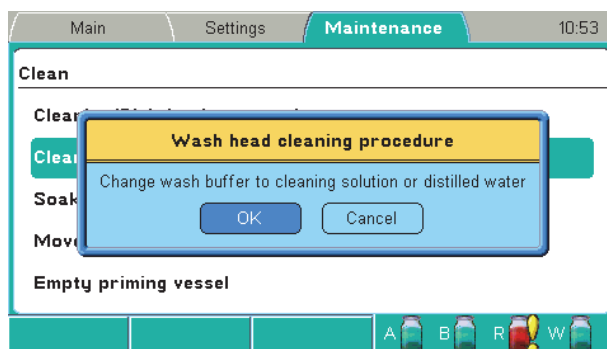 Main Settings Maintenance 10:53
Clean
Wash head cleaning procedure
Change wash buffer to cleaning solution or distilled water
OK Cancel
Empty priming vessel
A B R W